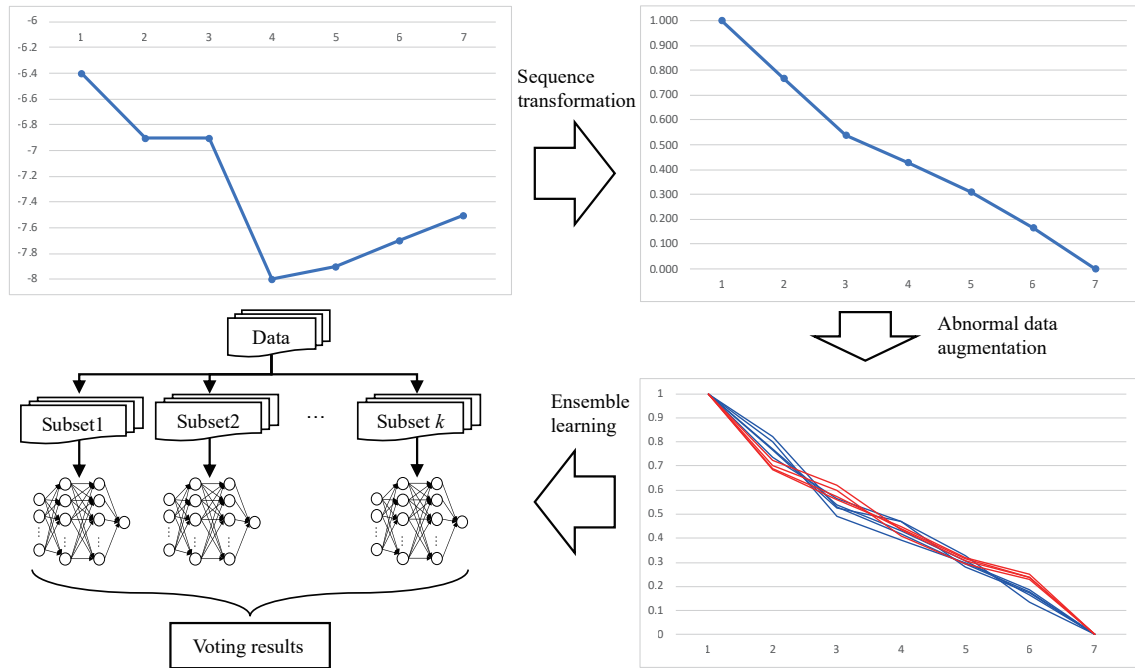 -6
-6.2
-6.4
-6.6
-6.8
-7
-7.2
-7.4
-7.6
-7.8
-8
1 2 3 4 5 6 7
Sequence
transformation
1.000
0.900
0.800
0.700
0.600
0.500
0.400
0.300
0.200
0.100
0.000
1 2 3 4 5 6 7
Abnormal data
augmentation
1
0.9
0.8
0.7
0.6
0.5
0.4
0.3
0.2
0.1
0
1 2 3 4 5 6 7
Ensemble
learning
Data
Subset1 Subset2 ... Subset k
Voting results